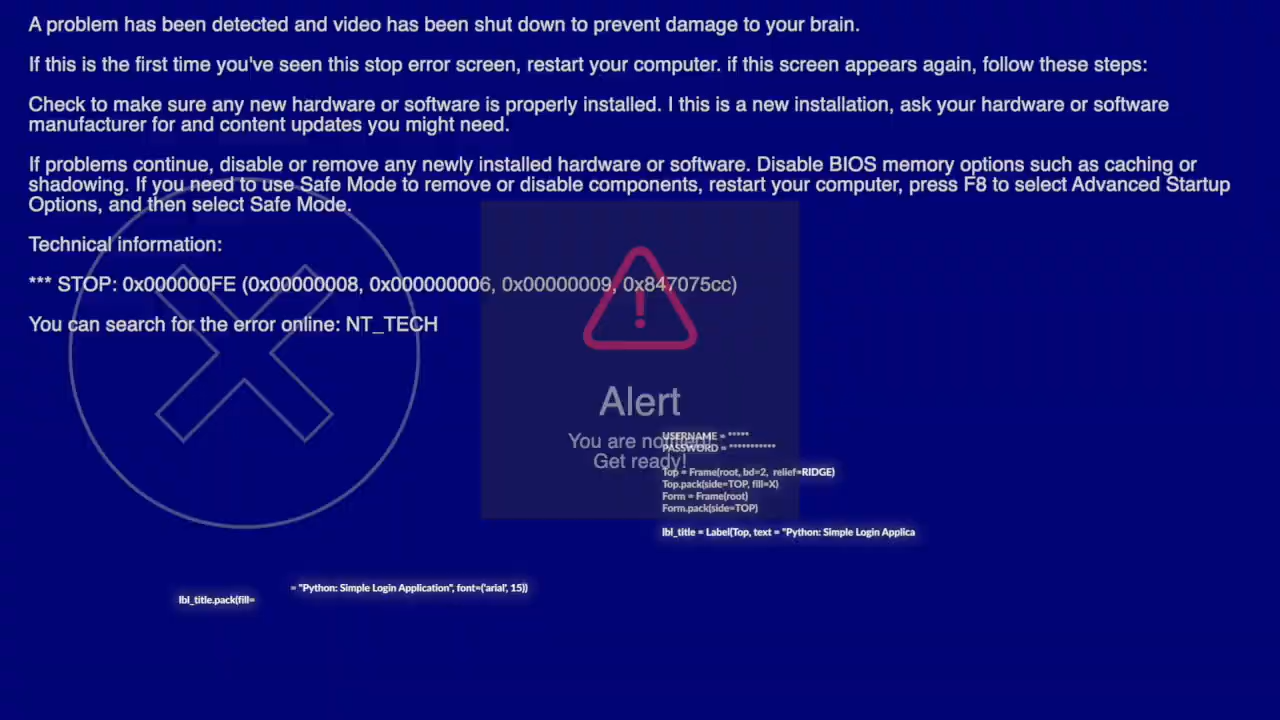 A problem has been detected and video has been shut down to prevent damage to your brain.
If this is the first time you've seen this stop error screen, restart your computer. if this screen appears again, follow these steps:
Check to make sure any new hardware or software is properly installed. I this is a new installation, ask your hardware or software
manufacturer for and content updates you might need.
If problems continue, disable or remove any newly installed hardware or software. Disable BIOS memory options such as caching or
shadowing. If you need to use Safe Mode to remove or disable components, restart your computer, press F8 to select Advanced Startup
Options, and then select Safe Mode.
Technical information:
*** STOP: 0x000000FE (0x00000008, 0x000000006, 0x00000009, 0x847075cc)
You can search for the error online: NT_TECH
Alert
You are
Get ready!
USERNAME = *****
PASSWORD = ***********
Top = Frame(root, bd=2, relief=RIDGE)
Top.pack(side=TOP, fill=X)
Form = Frame(root)
Form.pack(side=TOP)
lbl_title = Label(Top, text = "Python: Simple Login Applica
= "Python: Simple Login Application", font=('arial', 15))
lbl_title.pack(fill=